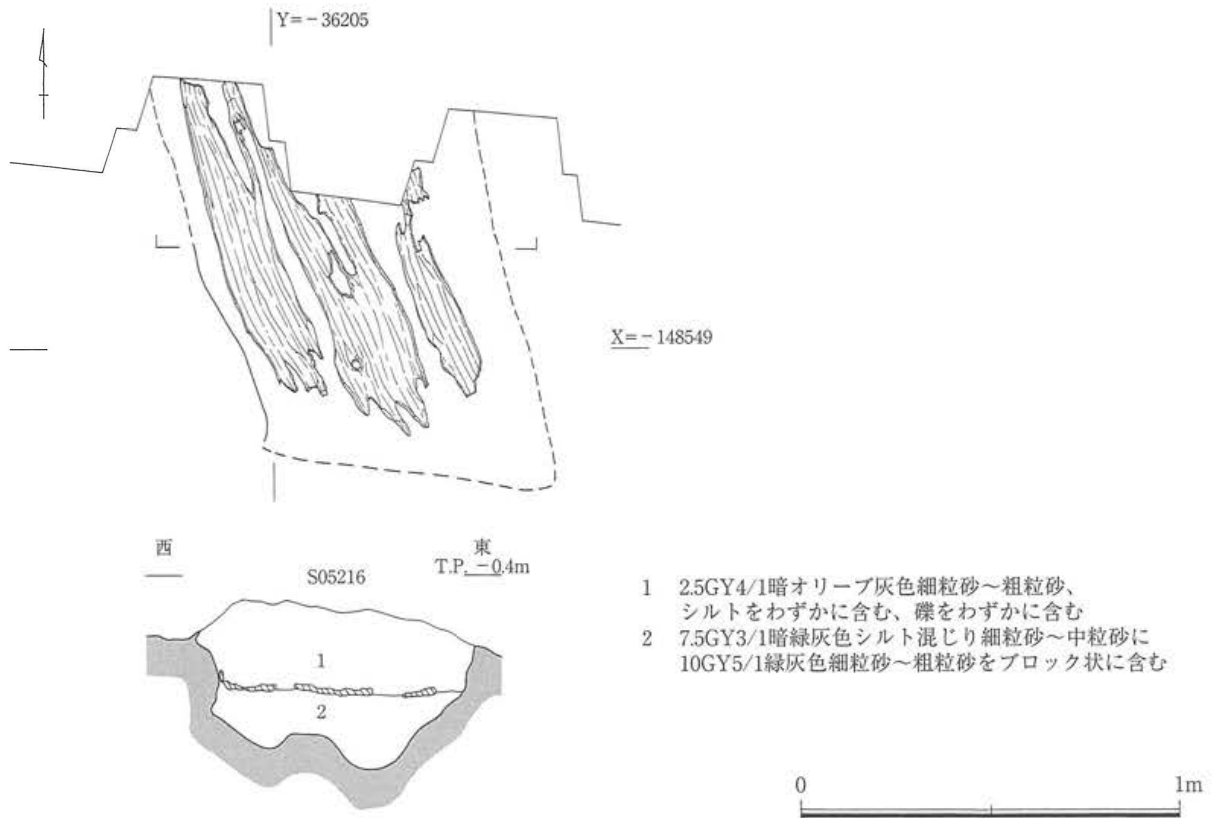 Y=－36205
X=－148549
西
東
S05216
T.P. －0.4m
1
2
1 2.5GY4/1暗オリーブ灰色細粒砂～粗粒砂、
シルトをわずかに含む、礫をわずかに含む
2 7.5GY3/1暗緑灰色シルト混じり細粒砂～中粒砂に
10GY5/1緑灰色細粒砂～粗粒砂をブロック状に含む
0
1m